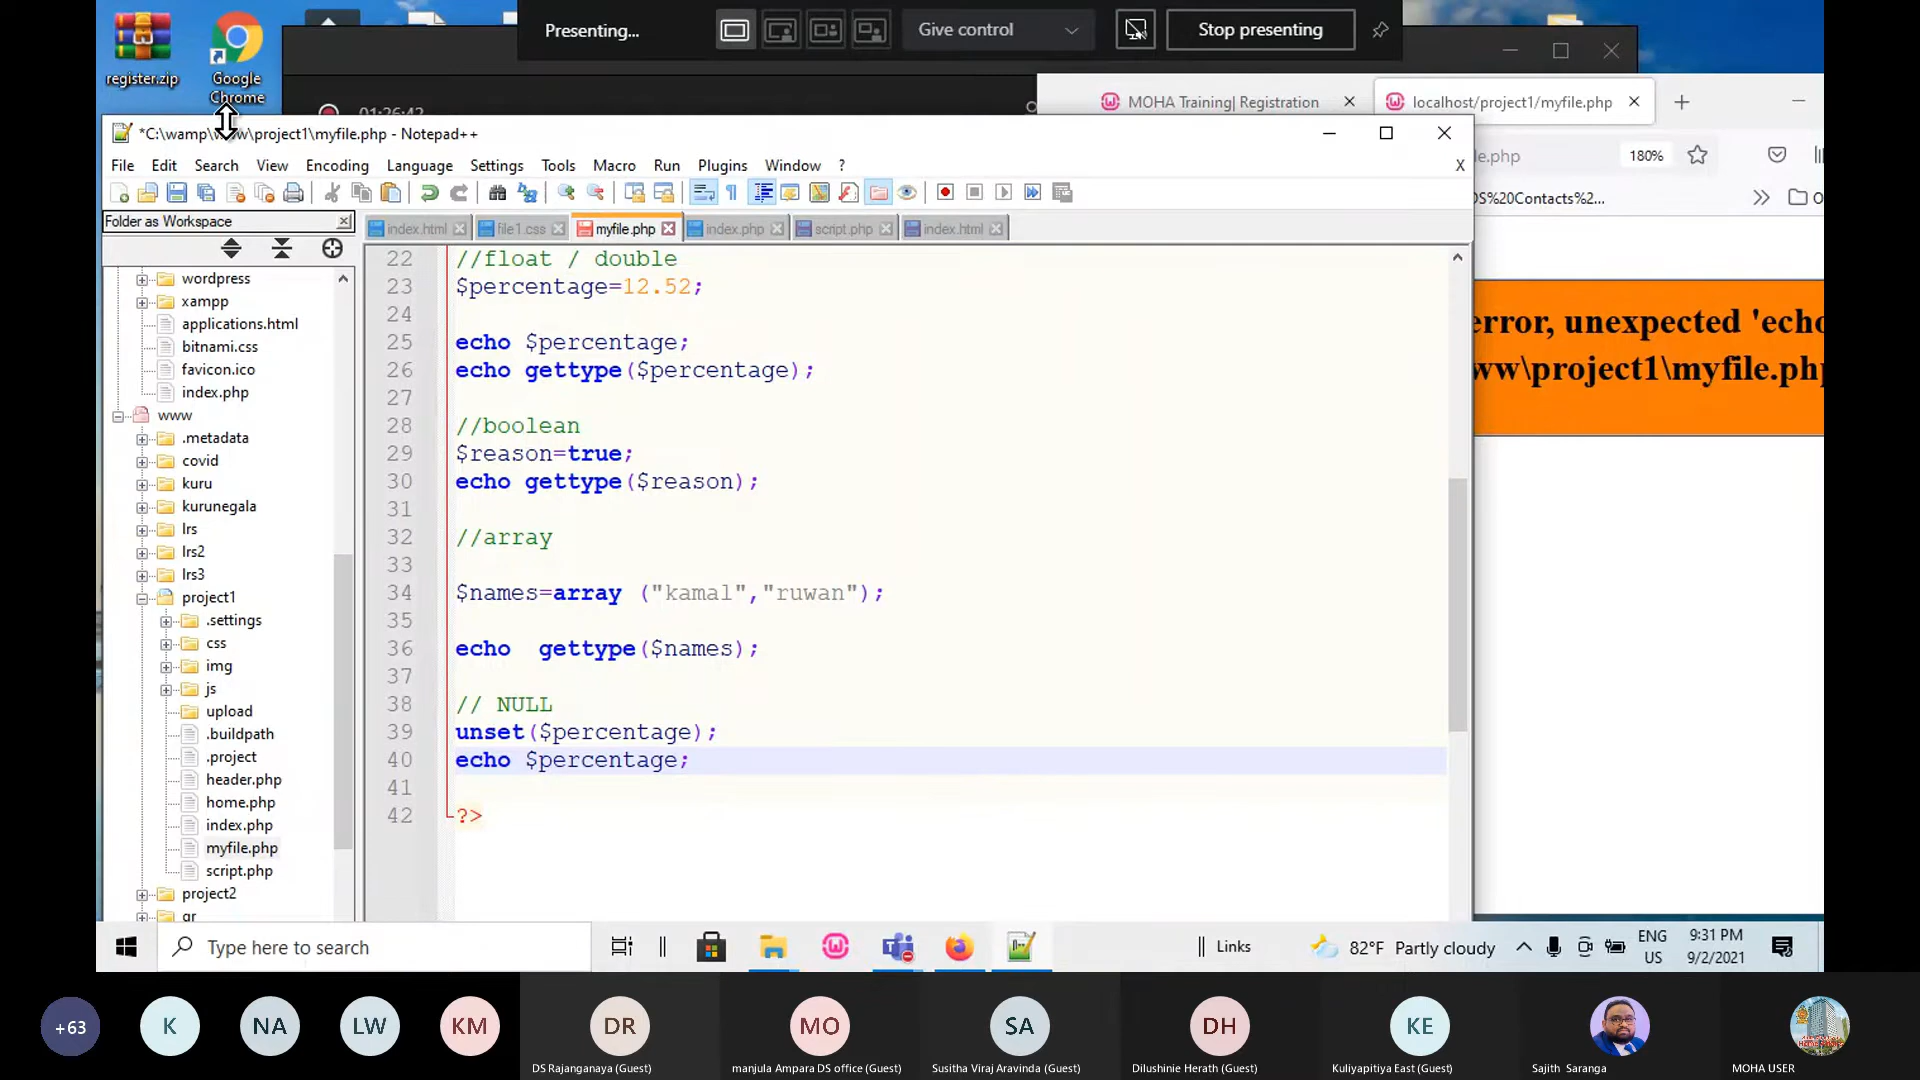 Presenting...
Give control
Stop presenting
register.zip
Google
Chrome
01:26:42
MOHA Training| Registration
localhost/project1/myfile.php
*C:\wamp\www\project1\myfile.php - Notepad++
e.php
180%
File Edit Search View Encoding Language Settings Tools Macro Run Plugins Window ?
X
S%20Contacts%2...
Folder as Workspace
index.html
file1.css
myfile.php
index.php
script.php
index.html
wordpress
xampp
applications.html
bitnami.css
favicon.ico
index.php
www
.metadata
covid
kuru
kurunegala
lrs
lrs2
lrs3
project1
.settings
css
img
js
upload
.buildpath
.project
header.php
home.php
index.php
myfile.php
script.php
project2
qr
22 //float / double
23 $percentage=12.52;
24
25 echo $percentage;
26 echo gettype($percentage);
27
28 //boolean
29 $reason=true;
30 echo gettype($reason);
31
32 //array
33
34 $names=array ("kamal","ruwan");
35
36 echo  gettype($names);
37
38 // NULL
39 unset($percentage);
40 echo $percentage;
41
42 ?>
error, unexpected 'echo
ww\project1\myfile.php
Type here to search
Links
82°F Partly cloudy
ENG
US
9:31 PM
9/2/2021
+63
K
NA
LW
KM
DR
MO
SA
DH
KE
DS Rajanganaya (Guest)
manjula Ampara DS office (Guest)
Susitha Viraj Aravinda (Guest)
Dilushinie Herath (Guest)
Kuliyapitiya East (Guest)
Sajith Saranga
MOHA USER